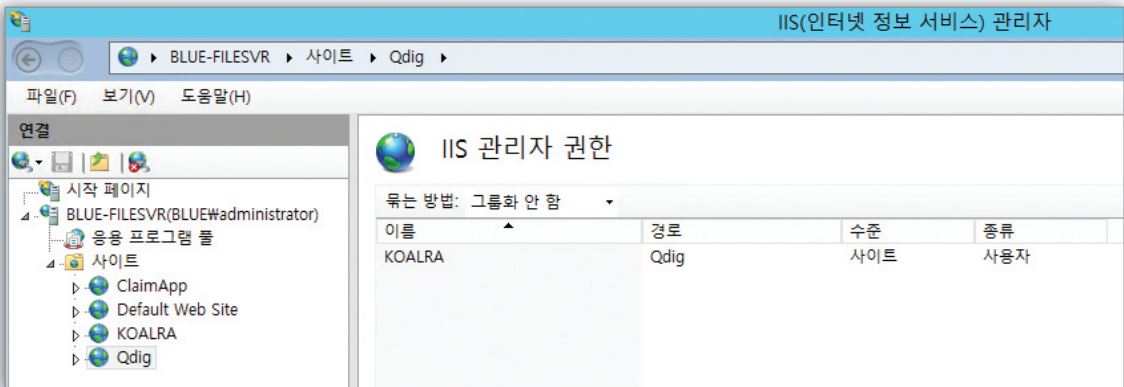 IIS(인터넷 정보 서비스) 관리자
BLUE-FILESVR ▸ 사이트 ▸ Qdig ▸
파일(F) 보기(V) 도움말(H)
연결
시작 페이지
BLUE-FILESVR(BLUE₩administrator)
응용 프로그램 풀
사이트
ClaimApp
Default Web Site
KOALRA
Qdig
IIS 관리자 권한
묶는 방법: 그룹화 안 함
이름 경로 수준 종류
KOALRA Qdig 사이트 사용자